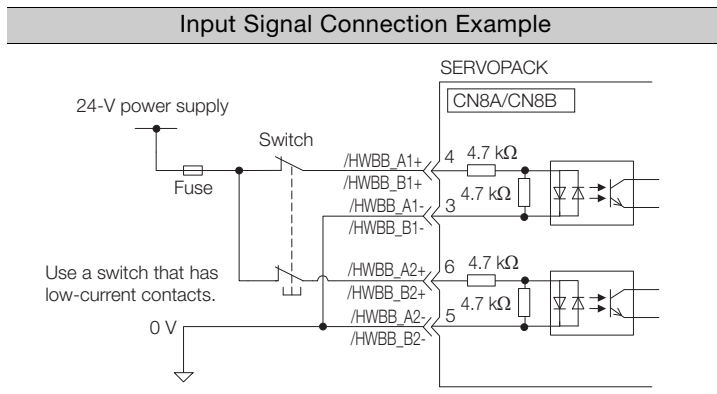 Input Signal Connection Example
SERVOPACK
CN8A/CN8B
24-V power supply
Switch
Fuse
/HWBB_A1+
/HWBB_B1+
4
4.7 kΩ
4.7 kΩ
/HWBB_A1-
/HWBB_B1-
3
Use a switch that has
low-current contacts.
/HWBB_A2+
/HWBB_B2+
6
4.7 kΩ
4.7 kΩ
/HWBB_A2-
/HWBB_B2-
5
0 V